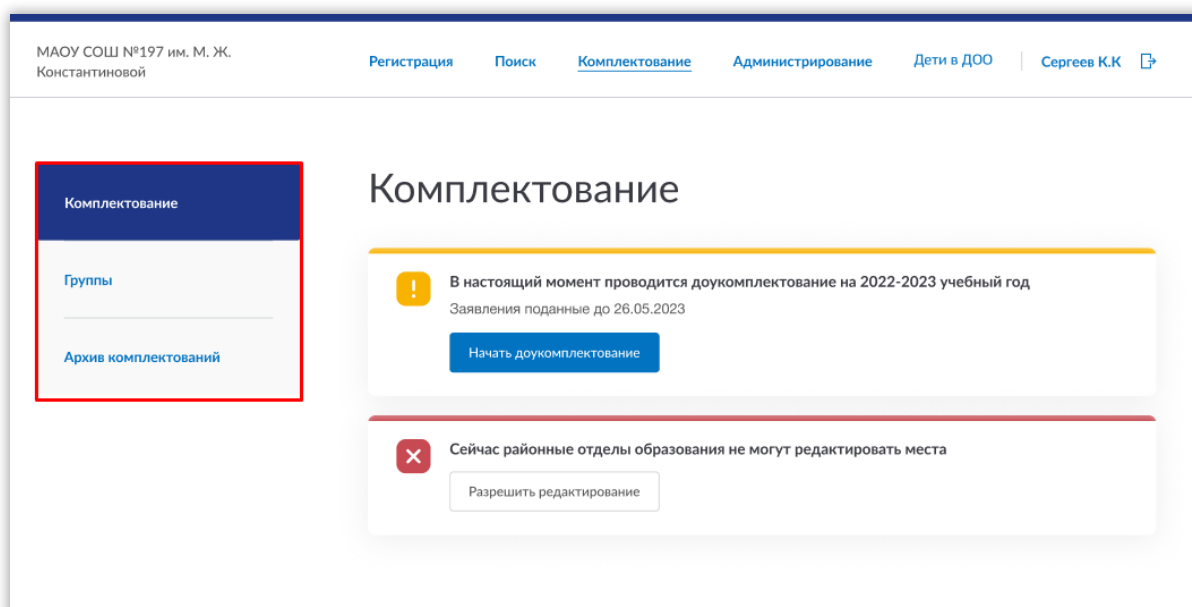 МАОУ СОШ №197 им. М. Ж.
Константиновой
Регистрация Поиск Комплектование Администрирование Дети в ДОО Сергеев К.К
Комплектование
Группы
Архив комплектований
Комплектование
В настоящий момент проводится доукомплектование на 2022-2023 учебный год
Заявления поданные до 26.05.2023
Начать доукомплектование
Сейчас районные отделы образования не могут редактировать места
Разрешить редактирование